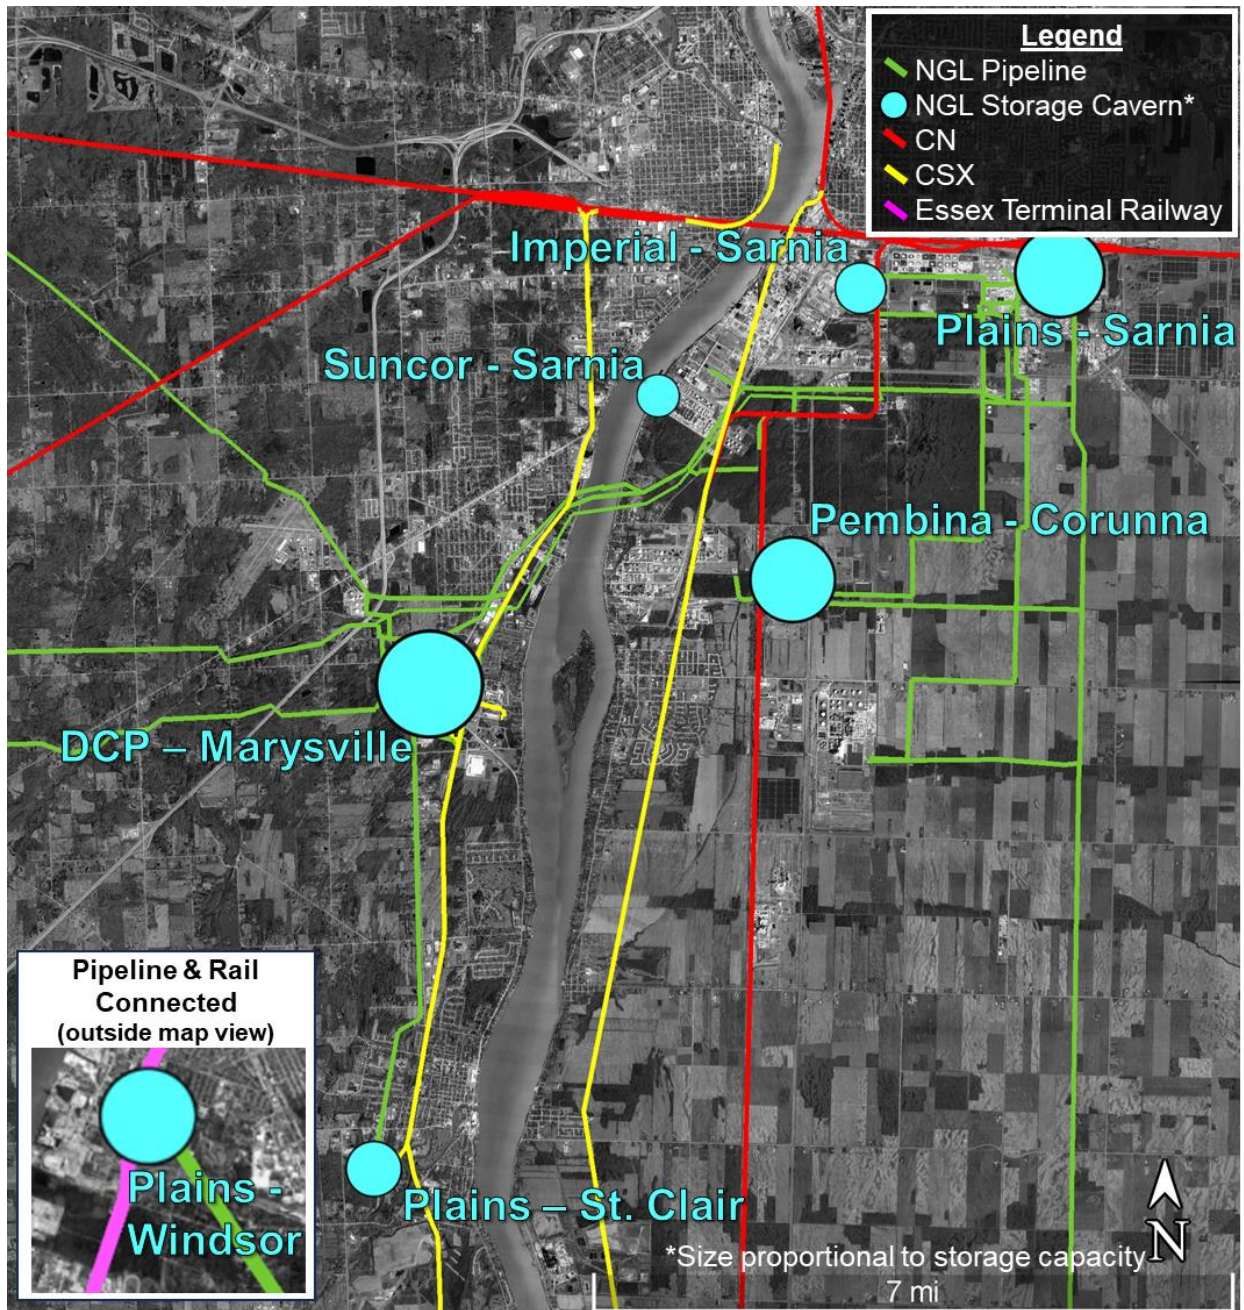 Legend
NGL Pipeline
NGL Storage Cavern*
CN
CSX
Essex Terminal Railway
Imperial - Sarnia
Plains - Sarnia
Suncor - Sarnia
Pembina - Corunna
DCP – Marysville
Pipeline & Rail
Connected
(outside map view)
Plains -
Windsor
Plains – St. Clair
N
*Size proportional to storage capacity
7 mi